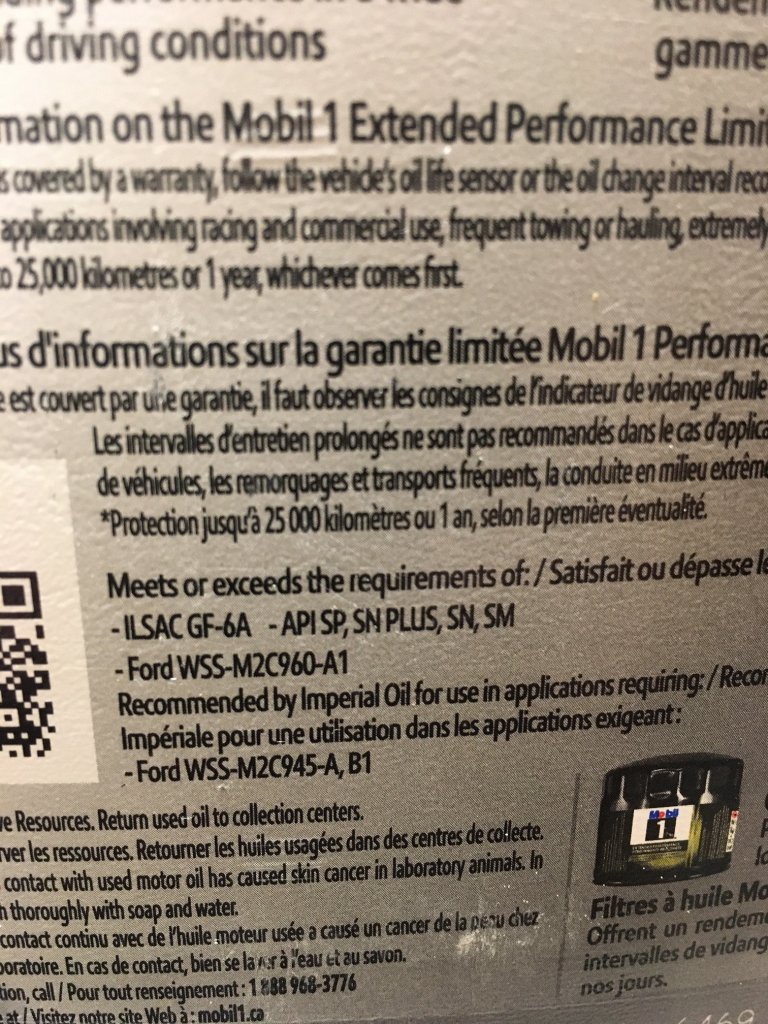 of driving conditions
gamme
mation on the Mobil 1 Extended Performance Limit
s covered by a warranty, follow the vehicle's oil life sensor or the oil change interval reco
applications involving racing and commercial use, frequent towing or hauling, extremely
to 25,000 kilometres or 1 year, whichever comes first.
us d'informations sur la garantie limitée Mobil 1 Performa
e est couvert par une garantie, il faut observer les consignes de l'indicateur de vidange d'huile
Les intervalles d'entretien prolongés ne sont pas recommandés dans le cas d'applica
de véhicules, les remorquages et transports fréquents, la conduite en milieu extrême
*Protection jusqu'à 25 000 kilomètres ou 1 an, selon la première éventualité.
Meets or exceeds the requirements of: / Satisfait ou dépasse le
- ILSAC GF-6A - API SP, SN PLUS, SN, SM
- Ford WSS-M2C960-A1
Recommended by Imperial Oil for use in applications requiring: / Recor
Impériale pour une utilisation dans les applications exigeant :
- Ford WSS-M2C945-A, B1
ve Resources. Return used oil to collection centers.
rver les ressources. Retourner les huiles usagées dans des centres de collecte.
contact with used motor oil has caused skin cancer in laboratory animals. In
h thoroughly with soap and water.
contact continu avec de l'huile moteur usée a causé un cancer de la peau chez
boratoire. En cas de contact, bien se laver à l'eau et au savon.
tion, call / Pour tout renseignement : 1 888 968-3776
e at / Visitez notre site Web à : mobil1.ca
Mobil
1
Filtres à huile Mo
Offrent un rendeme
intervalles de vidang
nos jours.